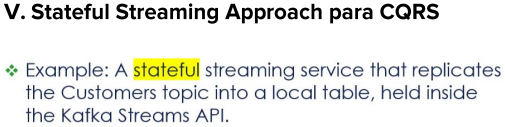 V. Stateful Streaming Approach para CQRS
❖ Example: A stateful streaming service that replicates
the Customers topic into a local table, held inside
the Kafka Streams API.